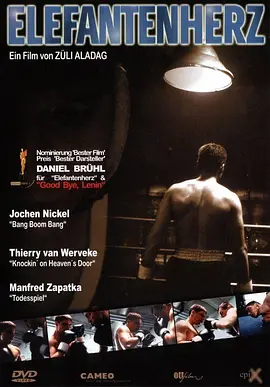 ELEFANTENHERZ
Ein Film von ZÜLI ALADAG
Nominierung 'Bester Film'
Preis 'Bester Darsteller'
DANIEL BRÜHL
für "Elefantenherz" &
"Good Bye, Lenin"
Jochen Nickel
"Bang Boom Bang"
Thierry van Werveke
"Knockin´ on Heaven´s Door"
Manfred Zapatka
"Todesspiel"
DVD
CAMEO
ottfilm
epiX